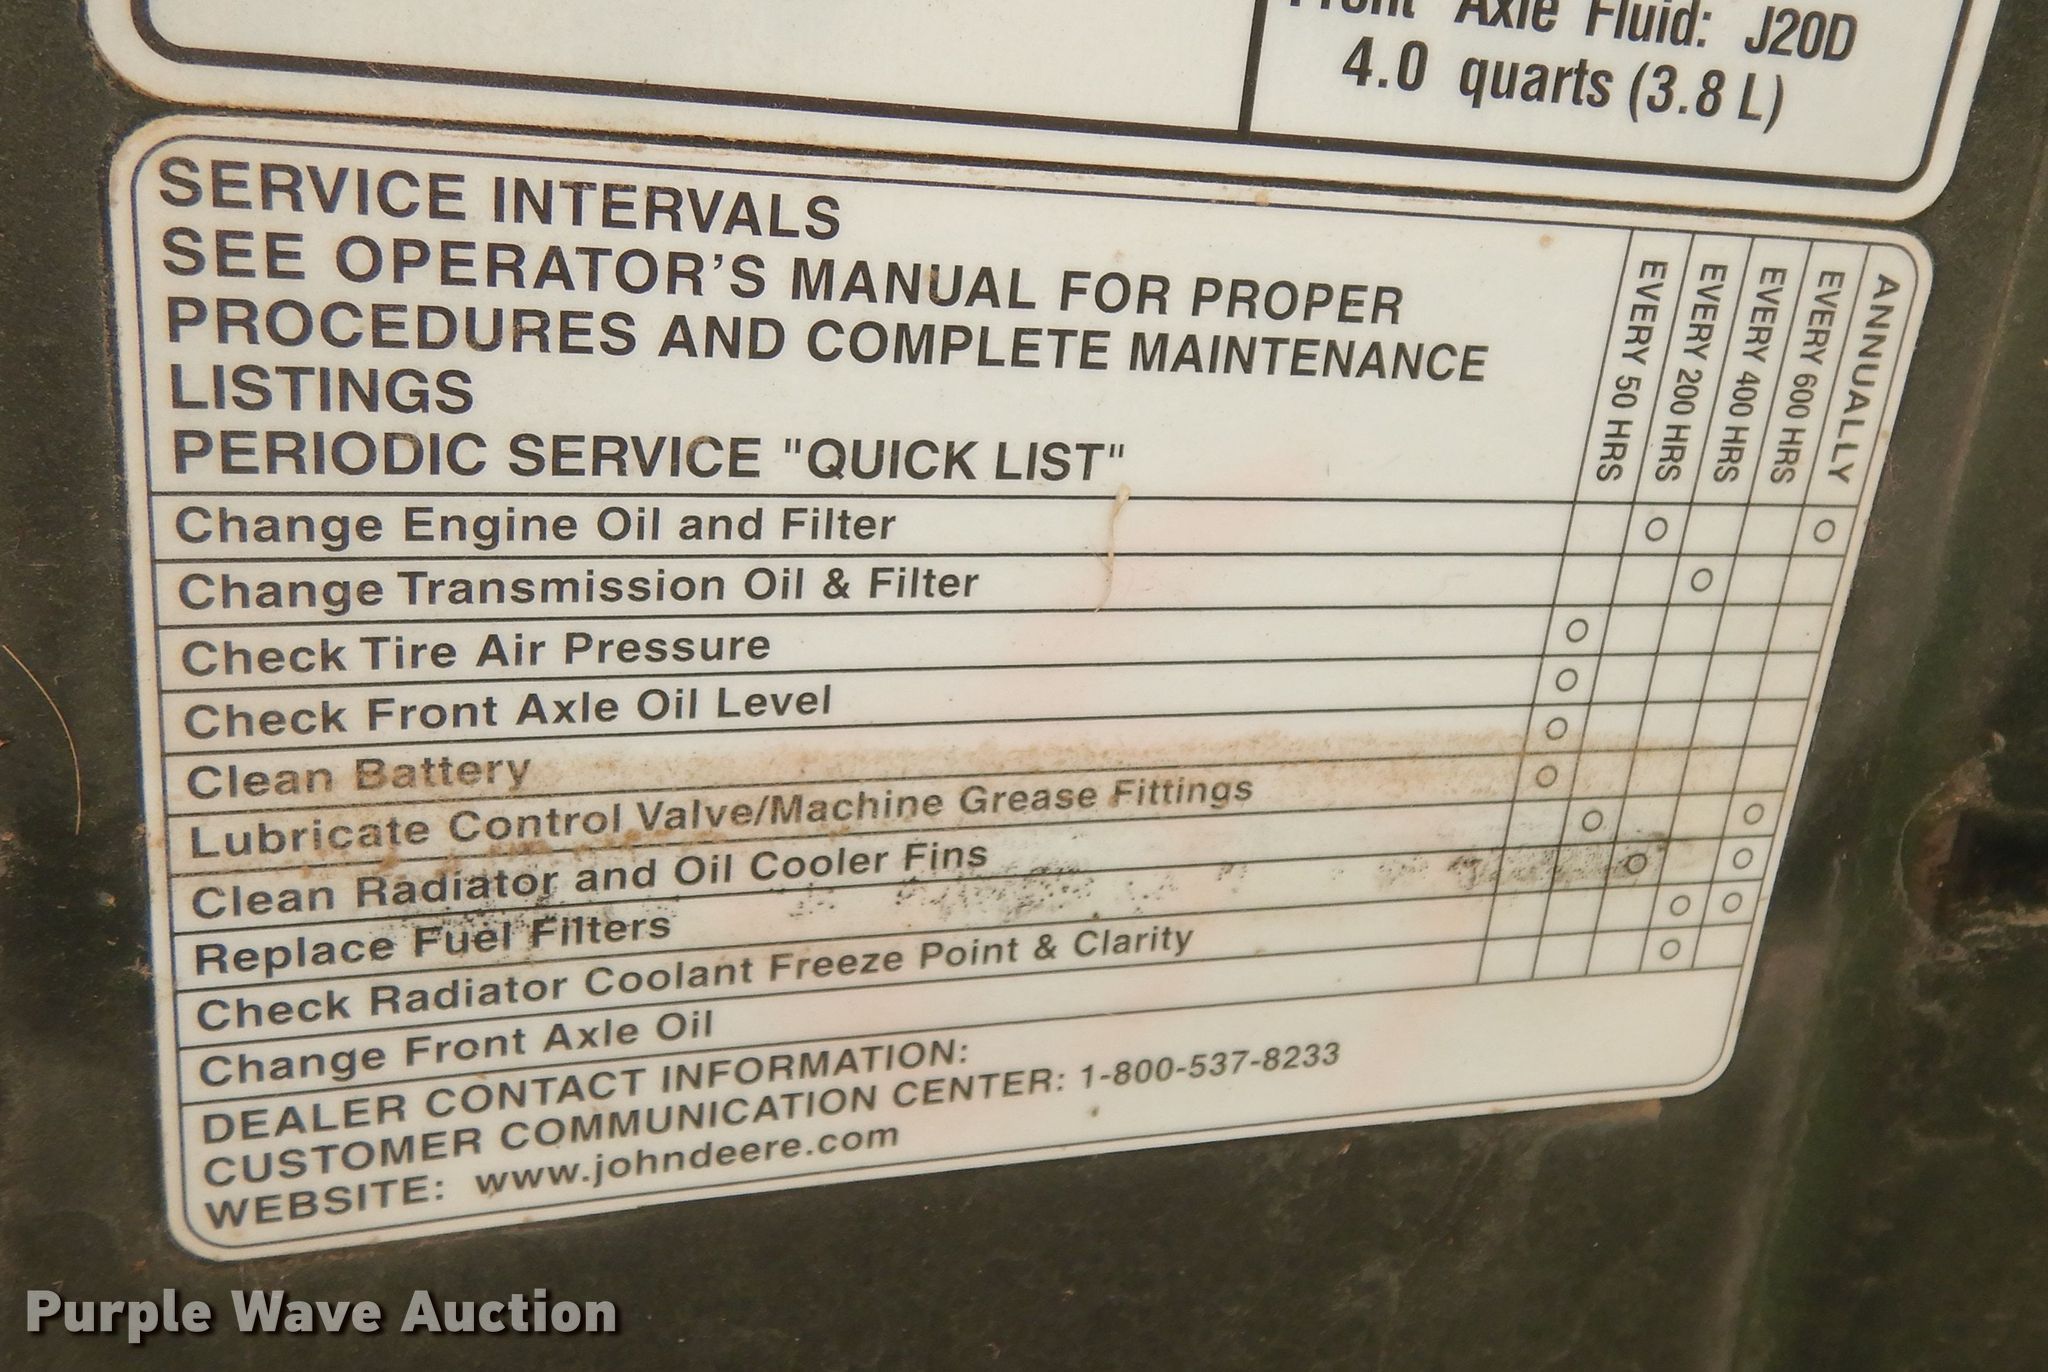 Front Axle Fluid: J20D
4.0 quarts (3.8 L)
SERVICE INTERVALS
SEE OPERATOR'S MANUAL FOR PROPER
PROCEDURES AND COMPLETE MAINTENANCE
LISTINGS
PERIODIC SERVICE "QUICK LIST"
EVERY 50 HRS
EVERY 200 HRS
EVERY 400 HRS
EVERY 600 HRS
ANNUALLY
Change Engine Oil and Filter
Change Transmission Oil & Filter
Check Tire Air Pressure
Check Front Axle Oil Level
Clean Battery
Lubricate Control Valve/Machine Grease Fittings
Clean Radiator and Oil Cooler Fins
Replace Fuel Filters
Check Radiator Coolant Freeze Point & Clarity
Change Front Axle Oil
DEALER CONTACT INFORMATION:
CUSTOMER COMMUNICATION CENTER: 1-800-537-8233
WEBSITE: www.johndeere.com
Purple Wave Auction